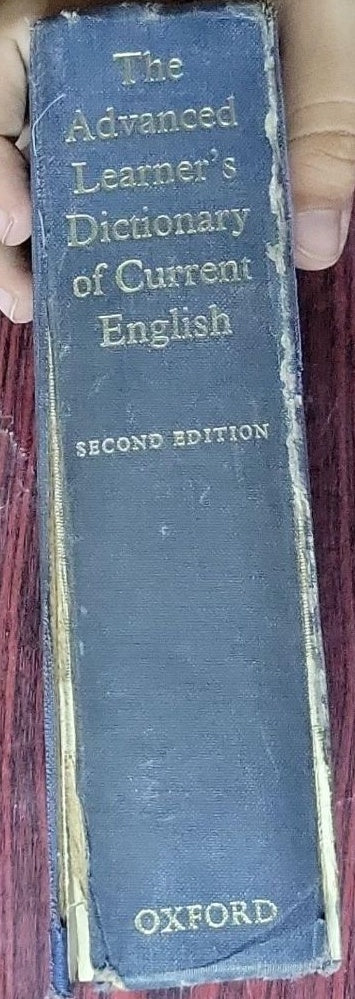 The
Advanced
Learner's
Dictionary
of Current
English
SECOND EDITION
OXFORD